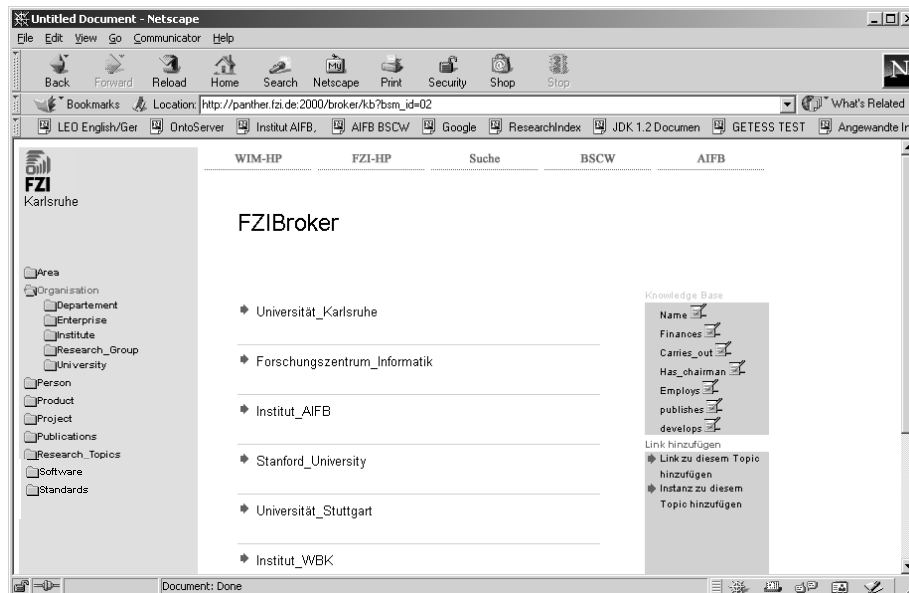 Untitled Document - Netscape
File Edit View Go Communicator Help
Back Forward Reload Home Search Netscape Print Security Shop Stop
My
N
Bookmarks Location: http://panther.fzi.de:2000/broker/kb?bsm_id=02 What's Related
LEO English/Ger OntoServer Institut AIFB, AIFB BSCW Google ResearchIndex JDK 1.2 Documen GETESS TEST Angewandte Ir
WIM-HP FZI-HP Suche BSCW AIFB
FZI
Karlsruhe
FZIBroker
Area
Organisation
Departement
Enterprise
Institute
Research_Group
University
Person
Product
Project
Publications
Research_Topics
Software
Standards
Universität_Karlsruhe
Forschungszentrum_Informatik
Institut_AIFB
Stanford_University
Universität_Stuttgart
Institut_WBK
Knowledge Base
Name
Finances
Carries_out
Has_chairman
Employs
publishes
develops
Link hinzufügen
Link zu diesem Topic
hinzufügen
Instanz zu diesem
Topic hinzufügen
Document: Done